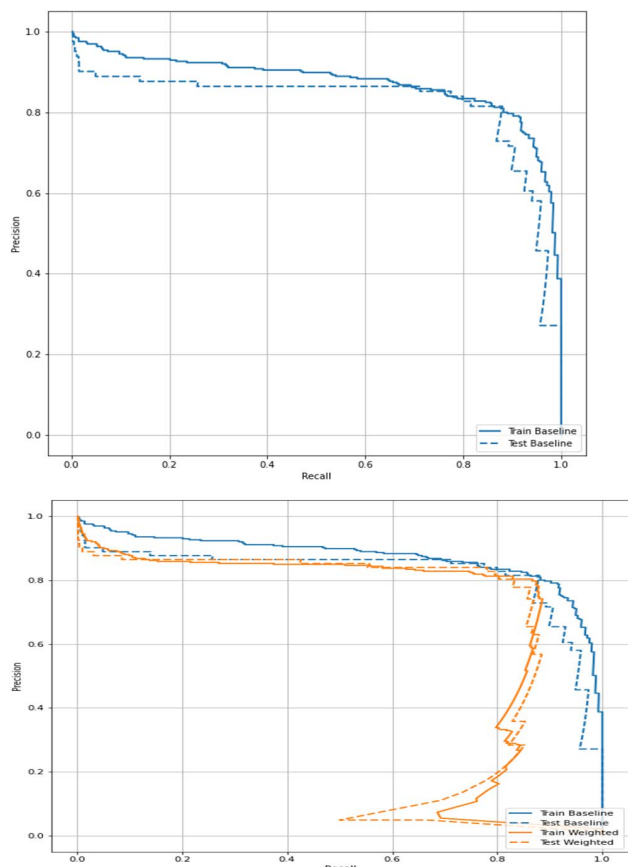 1.0
0.8
0.6
0.4
0.2
0.0
Precision
0.0 0.2 0.4 0.6 0.8 1.0
Recall
Train Baseline
Test Baseline
1.0
0.8
0.6
0.4
0.2
0.0
Precision
0.0 0.2 0.4 0.6 0.8 1.0
Recall
Train Baseline
Test Baseline
Train Weighted
Test Weighted